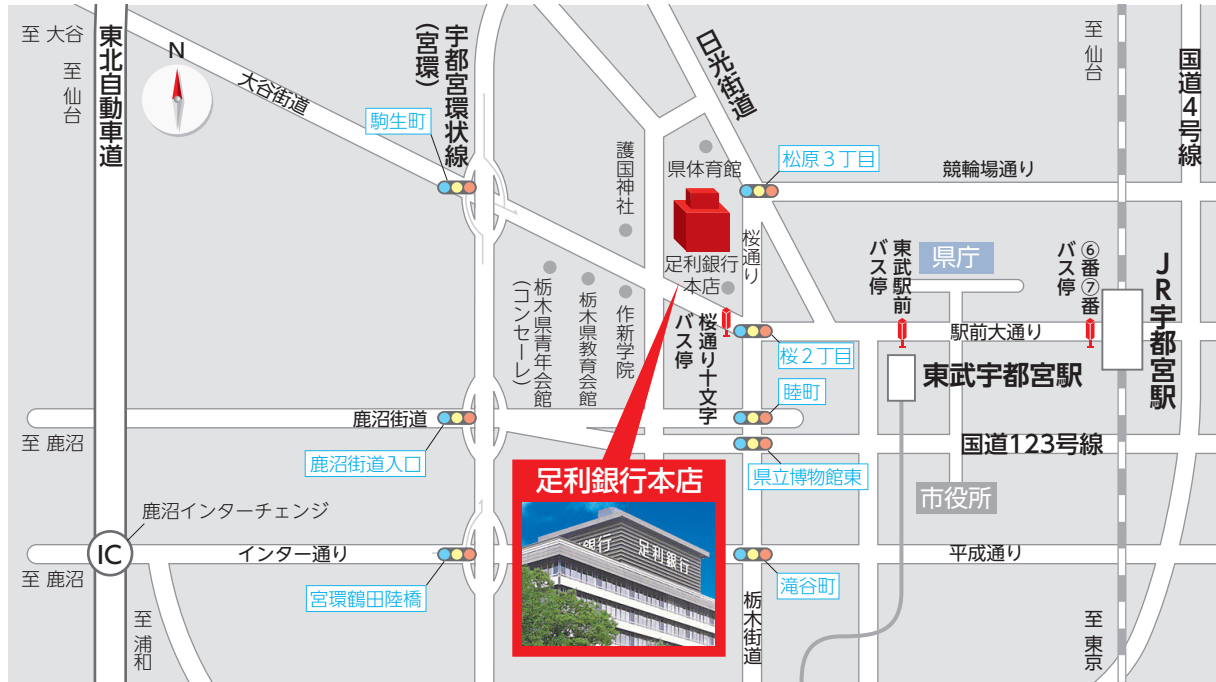 至 大谷
至 仙台
東北自動車道
N
大谷街道
駒生町
宇都宮環状線
(宮環)
日光街道
至 仙台
国道4号線
護国神社
県体育館
松原3丁目
競輪場通り
足利銀行
本店
桜通り
東武駅前
バス停
県庁
⑥番⑦番
バス停
JR宇都宮駅
栃木県青年会館
(コンセーレ)
栃木県教育会館
作新学院
桜通り十文字
バス停
桜2丁目
駅前大通り
東武宇都宮駅
睦町
鹿沼街道
至 鹿沼
鹿沼街道入口
国道123号線
県立博物館東
足利銀行本店
銀行
足利銀行
市役所
鹿沼インターチェンジ
IC
インター通り
至 鹿沼
宮環鶴田陸橋
滝谷町
平成通り
至 浦和
栃木街道
至 東京